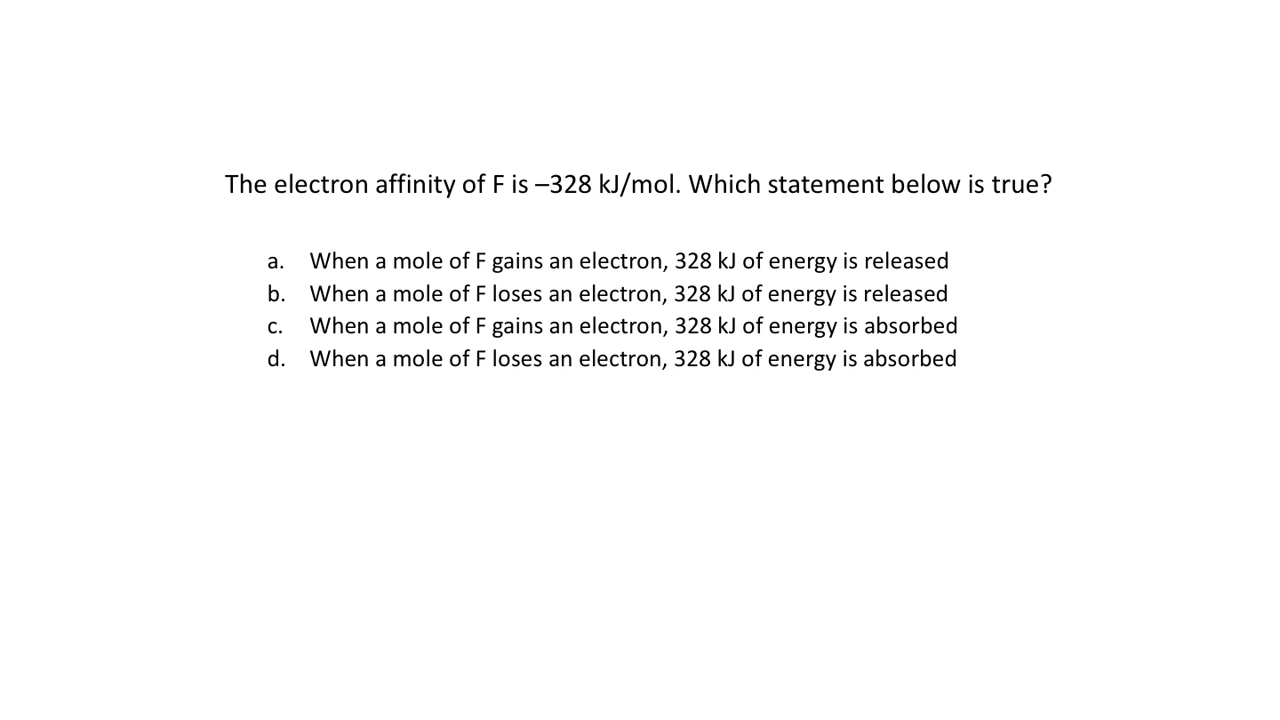 The electron affinity of F is –328 kJ/mol. Which statement below is true?
a. When a mole of F gains an electron, 328 kJ of energy is released
b. When a mole of F loses an electron, 328 kJ of energy is released
c. When a mole of F gains an electron, 328 kJ of energy is absorbed
d. When a mole of F loses an electron, 328 kJ of energy is absorbed